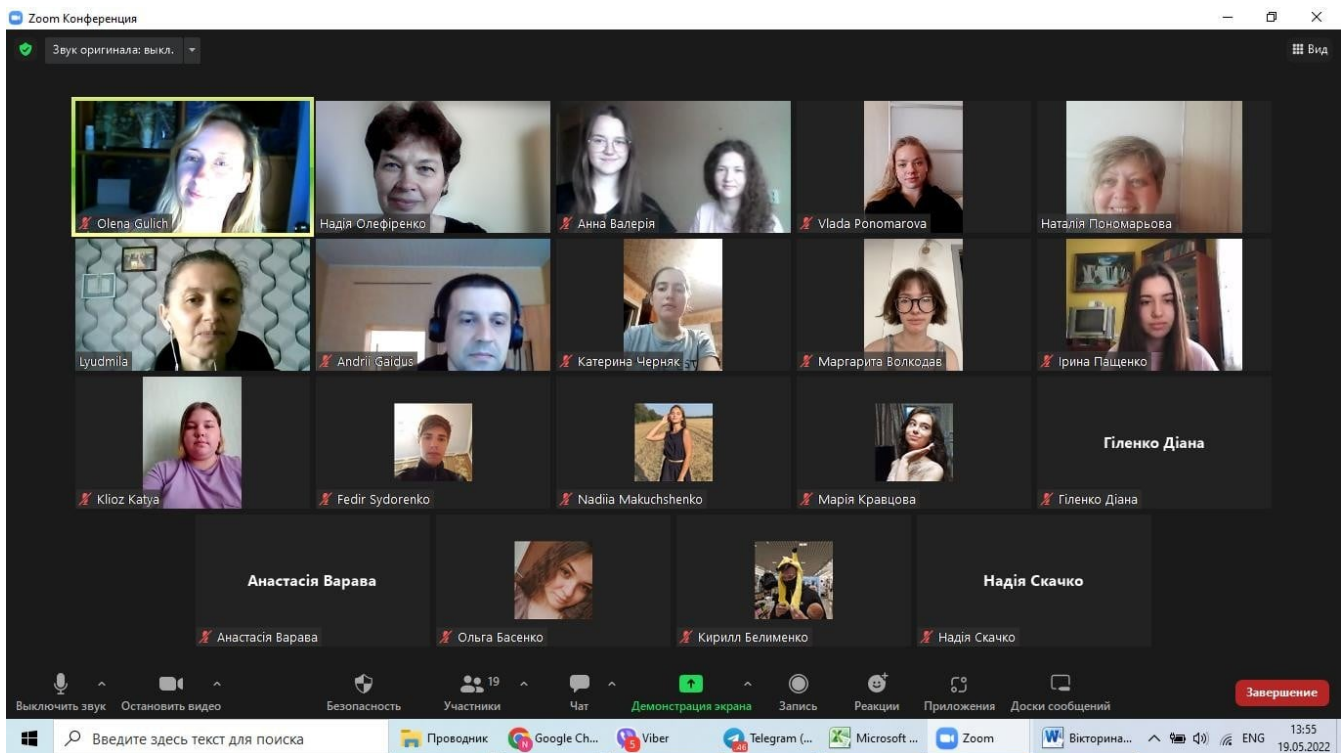 Zoom Конференция
Звук оригинала: выкл.
Вид
Olena Gulich
Надія Олефіренко
Анна Валерія
Vlada Ponomarova
Наталія Пономарьова
Lyudmila
Andrii Gaidus
Катерина Черняк
Маргарита Волкодав
Ірина Пащенко
Klioz Katya
Fedir Sydorenko
Nadiia Makuchshenko
Марія Кравцова
Гіленко Діана
Гіленко Діана
Анастасія Варава
Анастасія Варава
Ольга Басенко
Кирилл Белименко
Надія Скачко
Надія Скачко
Выключить звук
Остановить видео
Безопасность
Участники
19
Чат
Демонстрация экрана
Запись
Реакции
Приложения
Доски сообщений
Завершение
Введите здесь текст для поиска
Проводник
Google Ch...
5
Viber
46
Telegram (...
Microsoft ...
Zoom
Вікторина...
ENG
13:55
19.05.2022